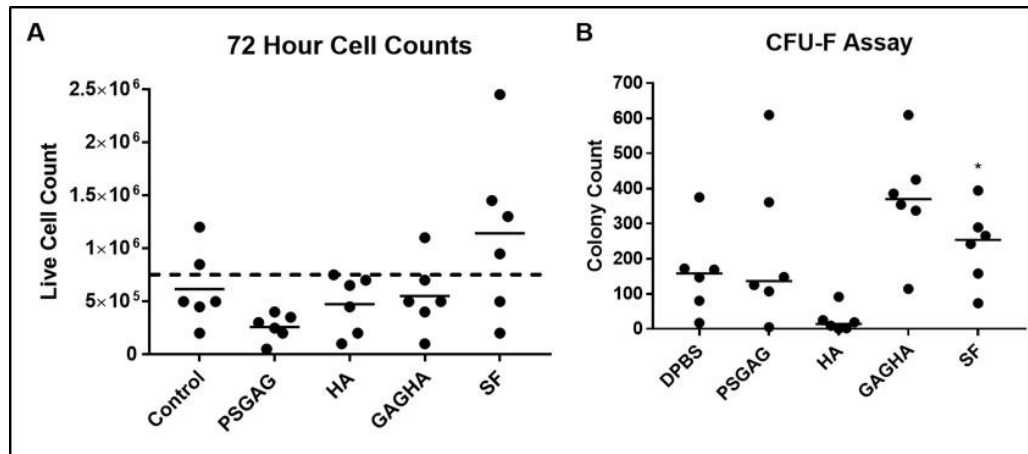 A
72 Hour Cell Counts
Live Cell Count
2.5×10⁶
2×10⁶
1.5×10⁶
1×10⁶
5×10⁵
0
Control
PSGAG
HA
GAGHA
SF
B
CFU-F Assay
Colony Count
700
600
500
400
300
200
100
0
*
DPBS
PSGAG
HA
GAGHA
SF